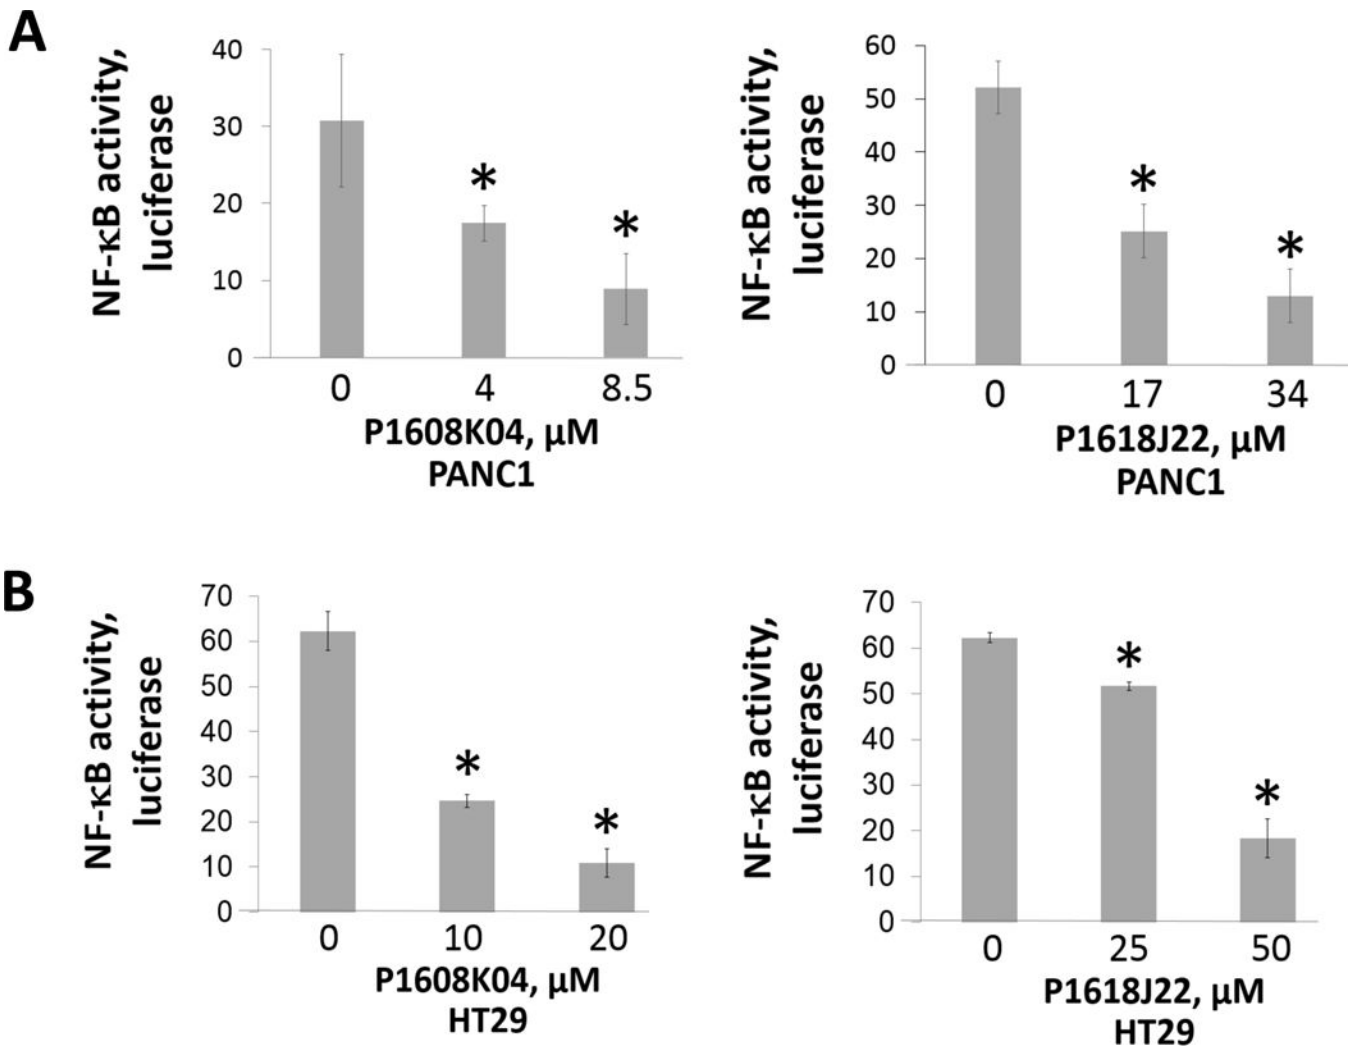 A
NF-κB activity,
luciferase
40
30
20
10
0
*
*
0 4 8.5
P1608K04, μM
PANC1
NF-κB activity,
luciferase
60
50
40
30
20
10
0
*
*
0 17 34
P1618J22, μM
PANC1
B
NF-κB activity,
luciferase
70
60
50
40
30
20
10
0
*
*
0 10 20
P1608K04, μM
HT29
NF-κB activity,
luciferase
70
60
50
40
30
20
10
0
*
*
0 25 50
P1618J22, μM
HT29